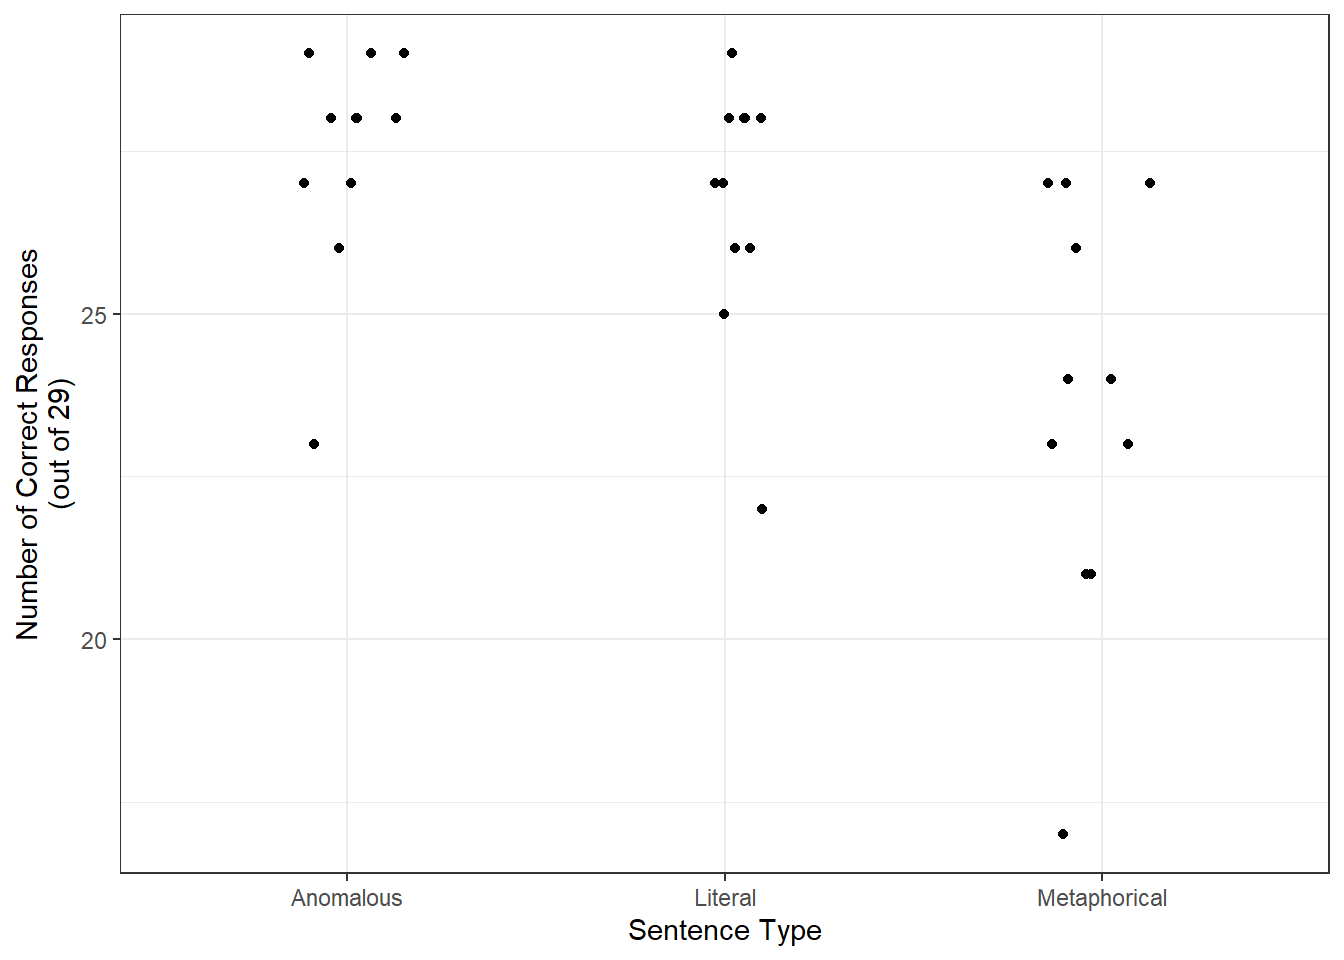 Number of Correct Responses
(out of 29)
25
20
Anomalous
Literal
Metaphorical
Sentence Type